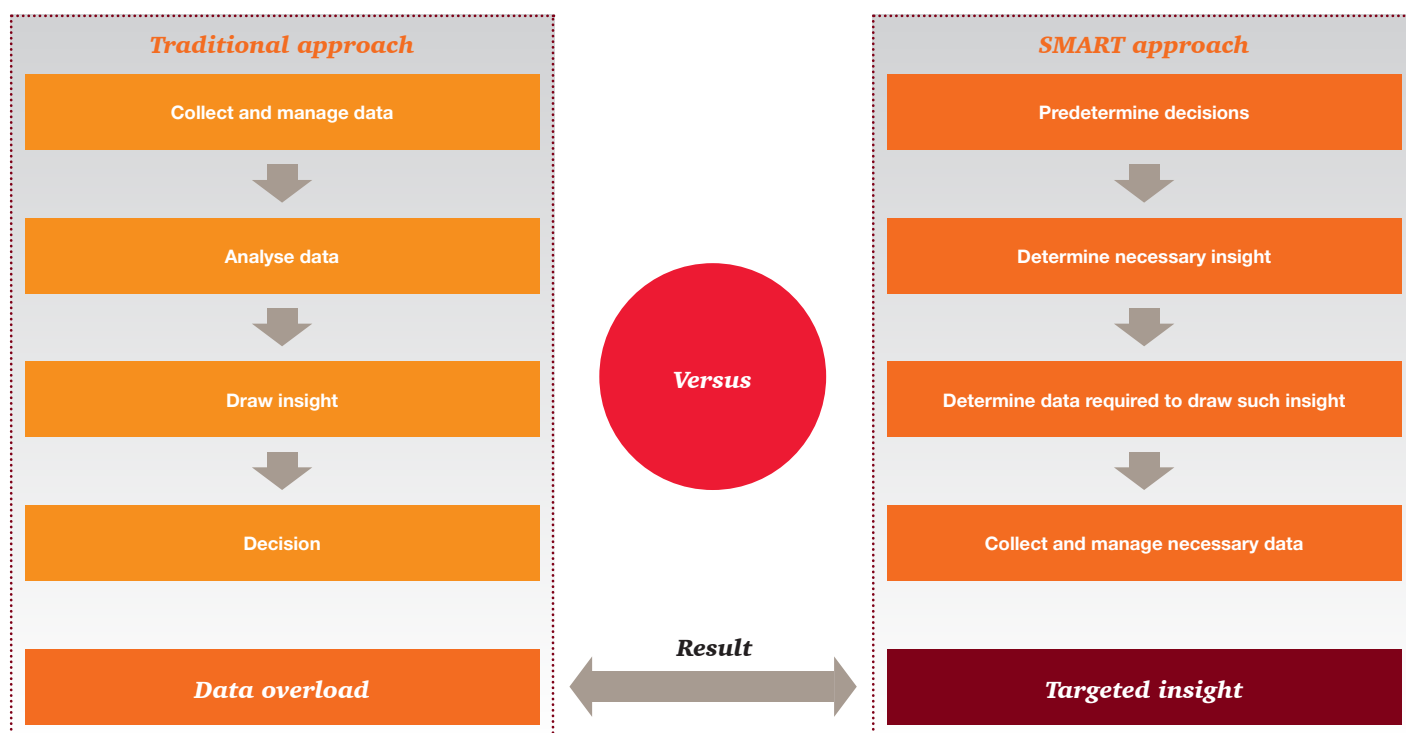 Traditional approach
Collect and manage data
Analyse data
Draw insight
Decision
Data overload
Versus
Result
SMART approach
Predetermine decisions
Determine necessary insight
Determine data required to draw such insight
Collect and manage necessary data
Targeted insight